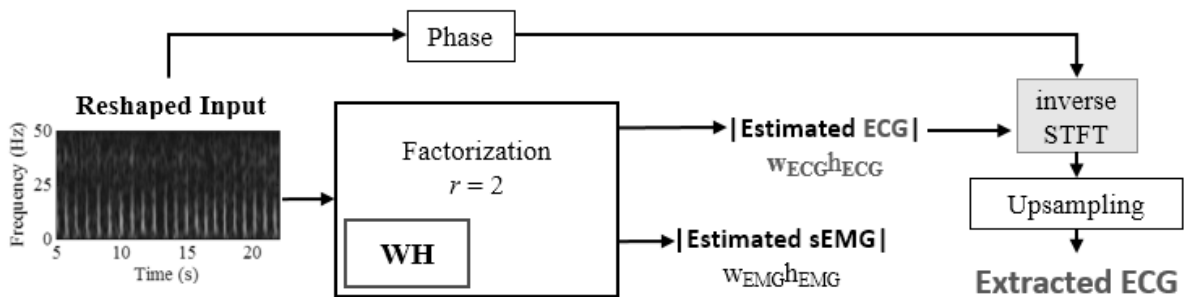 Phase
Reshaped Input
Frequency (Hz)
50
25
0
5
10
15
20
Time (s)
Factorization
r = 2
WH
|Estimated ECG|
wECGhECG
|Estimated sEMG|
wEMGhEMG
inverse
STFT
Upsampling
Extracted ECG